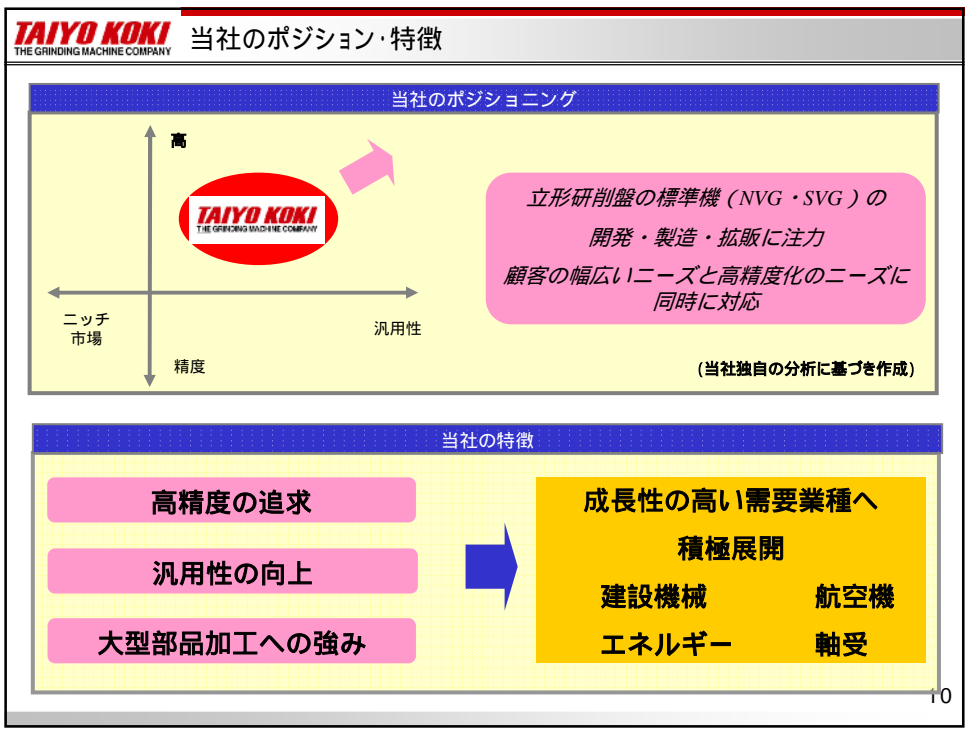 TAIYO KOKI
THE GRINDING MACHINE COMPANY
当社のポジション・特徴
当社のポジショニング
高
TAIYO KOKI
THE GRINDING MACHINE COMPANY
ニッチ
市場
汎用性
精度
立形研削盤の標準機（NVG・SVG）の
開発・製造・拡販に注力
顧客の幅広いニーズと高精度化のニーズに
同時に対応
(当社独自の分析に基づき作成)
当社の特徴
高精度の追求
汎用性の向上
大型部品加工への強み
成長性の高い需要業種へ
積極展開
建設機械 航空機
エネルギー 軸受
10